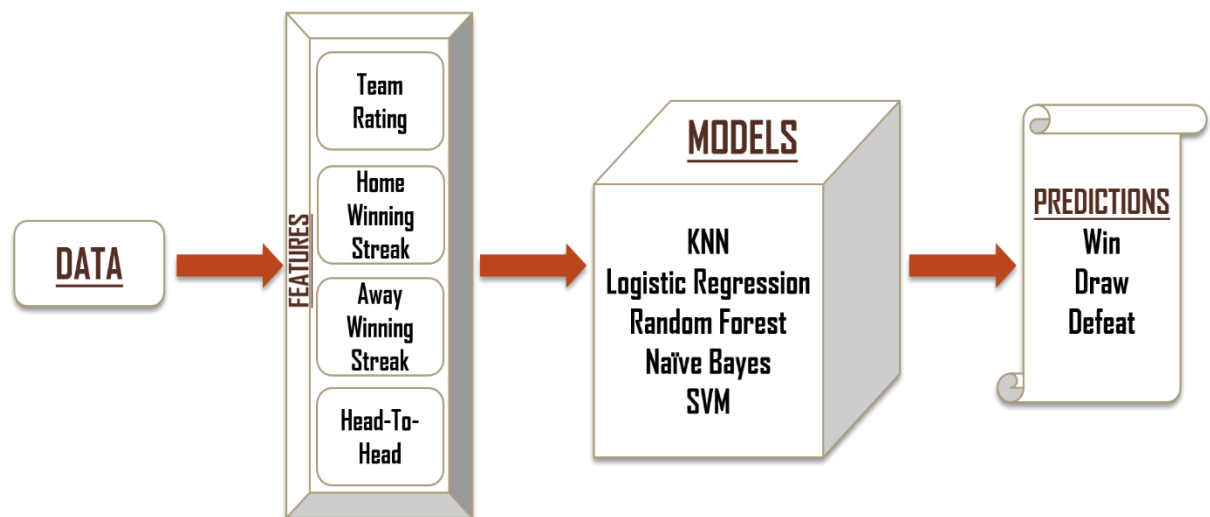 DATA
FEATURES
Team
Rating
Home
Winning
Streak
Away
Winning
Streak
Head-To-
Head
MODELS
KNN
Logistic Regression
Random Forest
Naïve Bayes
SVM
PREDICTIONS
Win
Draw
Defeat